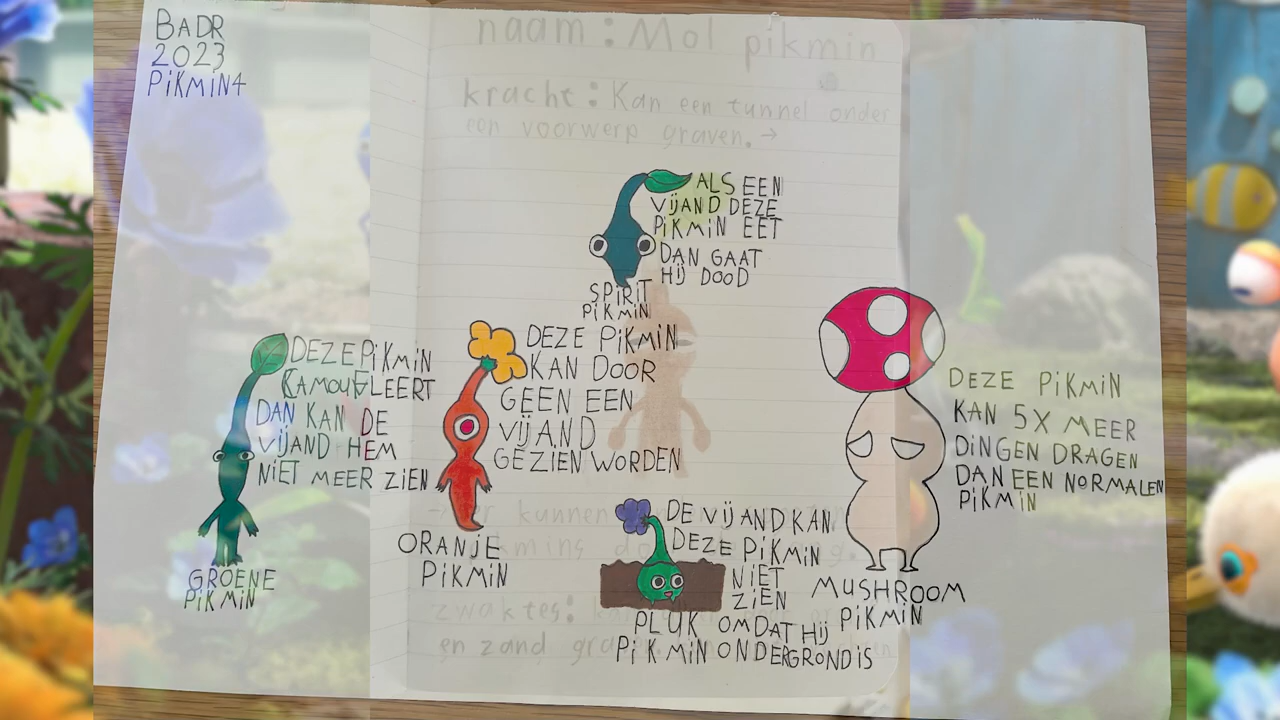 BADR
2023
PiKMiN4
naam : Mol pikmin
kracht : Kan een tunnel onder
een voorwerp graven. →
ALS EEN
VIJAND DEZE
PiKMiN EET
DAN GAAT
HIJ DOOD
SPIRIT
PIKMIN
DEZE PiKMiN
KAMOUFLEERT
DAN KAN DE
VIJAND HEM
NIET MEER ZIEN
GROENE
PIKMIN
DEZE PIKMIN
KAN DOOR
GEEN EEN
VIJAND
GEZIEN WORDEN
ORANJE
PIKMIN
DEZE PIKMIN
KAN 5X MEER
DINGEN DRAGEN
DAN EEN NORMALEN
PIKMIN
MUSHROOM
PIKMIN
DE VIJAND KAN
DEZE PIKMIN
NIET
ZIEN
OMDAT HIJ
ONDERGROND IS
PLUK
PIKMIN
kunnen
zwaktes:
en zand